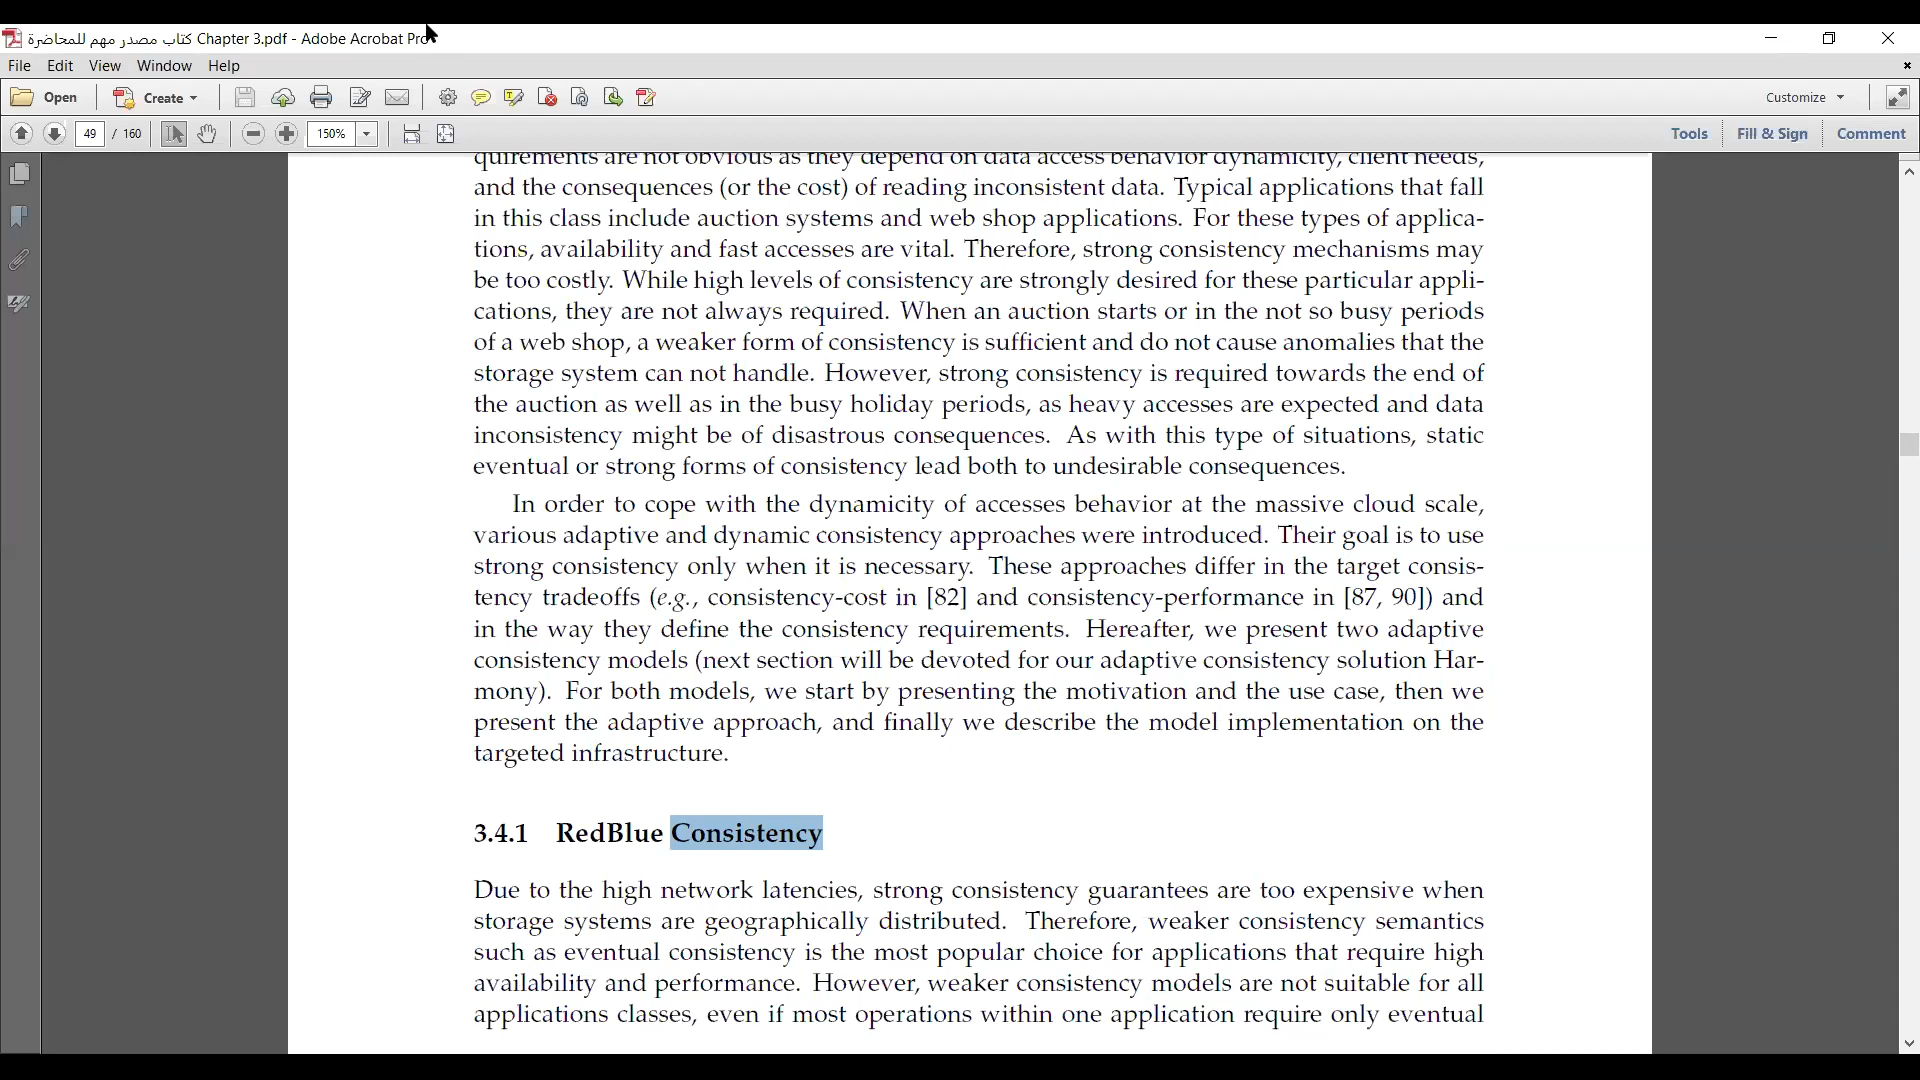 كتاب مصدر مهم للمحاضرة Chapter 3.pdf - Adobe Acrobat Pro
File Edit View Window Help
Open Create Customize
49 / 160 150% Tools Fill & Sign Comment
quirements are not obvious as they depend on data access behavior dynamicity, client needs,
and the consequences (or the cost) of reading inconsistent data. Typical applications that fall
in this class include auction systems and web shop applications. For these types of applica-
tions, availability and fast accesses are vital. Therefore, strong consistency mechanisms may
be too costly. While high levels of consistency are strongly desired for these particular appli-
cations, they are not always required. When an auction starts or in the not so busy periods
of a web shop, a weaker form of consistency is sufficient and do not cause anomalies that the
storage system can not handle. However, strong consistency is required towards the end of
the auction as well as in the busy holiday periods, as heavy accesses are expected and data
inconsistency might be of disastrous consequences. As with this type of situations, static
eventual or strong forms of consistency lead both to undesirable consequences.
In order to cope with the dynamicity of accesses behavior at the massive cloud scale,
various adaptive and dynamic consistency approaches were introduced. Their goal is to use
strong consistency only when it is necessary. These approaches differ in the target consis-
tency tradeoffs (e.g., consistency-cost in [82] and consistency-performance in [87, 90]) and
in the way they define the consistency requirements. Hereafter, we present two adaptive
consistency models (next section will be devoted for our adaptive consistency solution Har-
mony). For both models, we start by presenting the motivation and the use case, then we
present the adaptive approach, and finally we describe the model implementation on the
targeted infrastructure.
3.4.1 RedBlue Consistency
Due to the high network latencies, strong consistency guarantees are too expensive when
storage systems are geographically distributed. Therefore, weaker consistency semantics
such as eventual consistency is the most popular choice for applications that require high
availability and performance. However, weaker consistency models are not suitable for all
applications classes, even if most operations within one application require only eventual